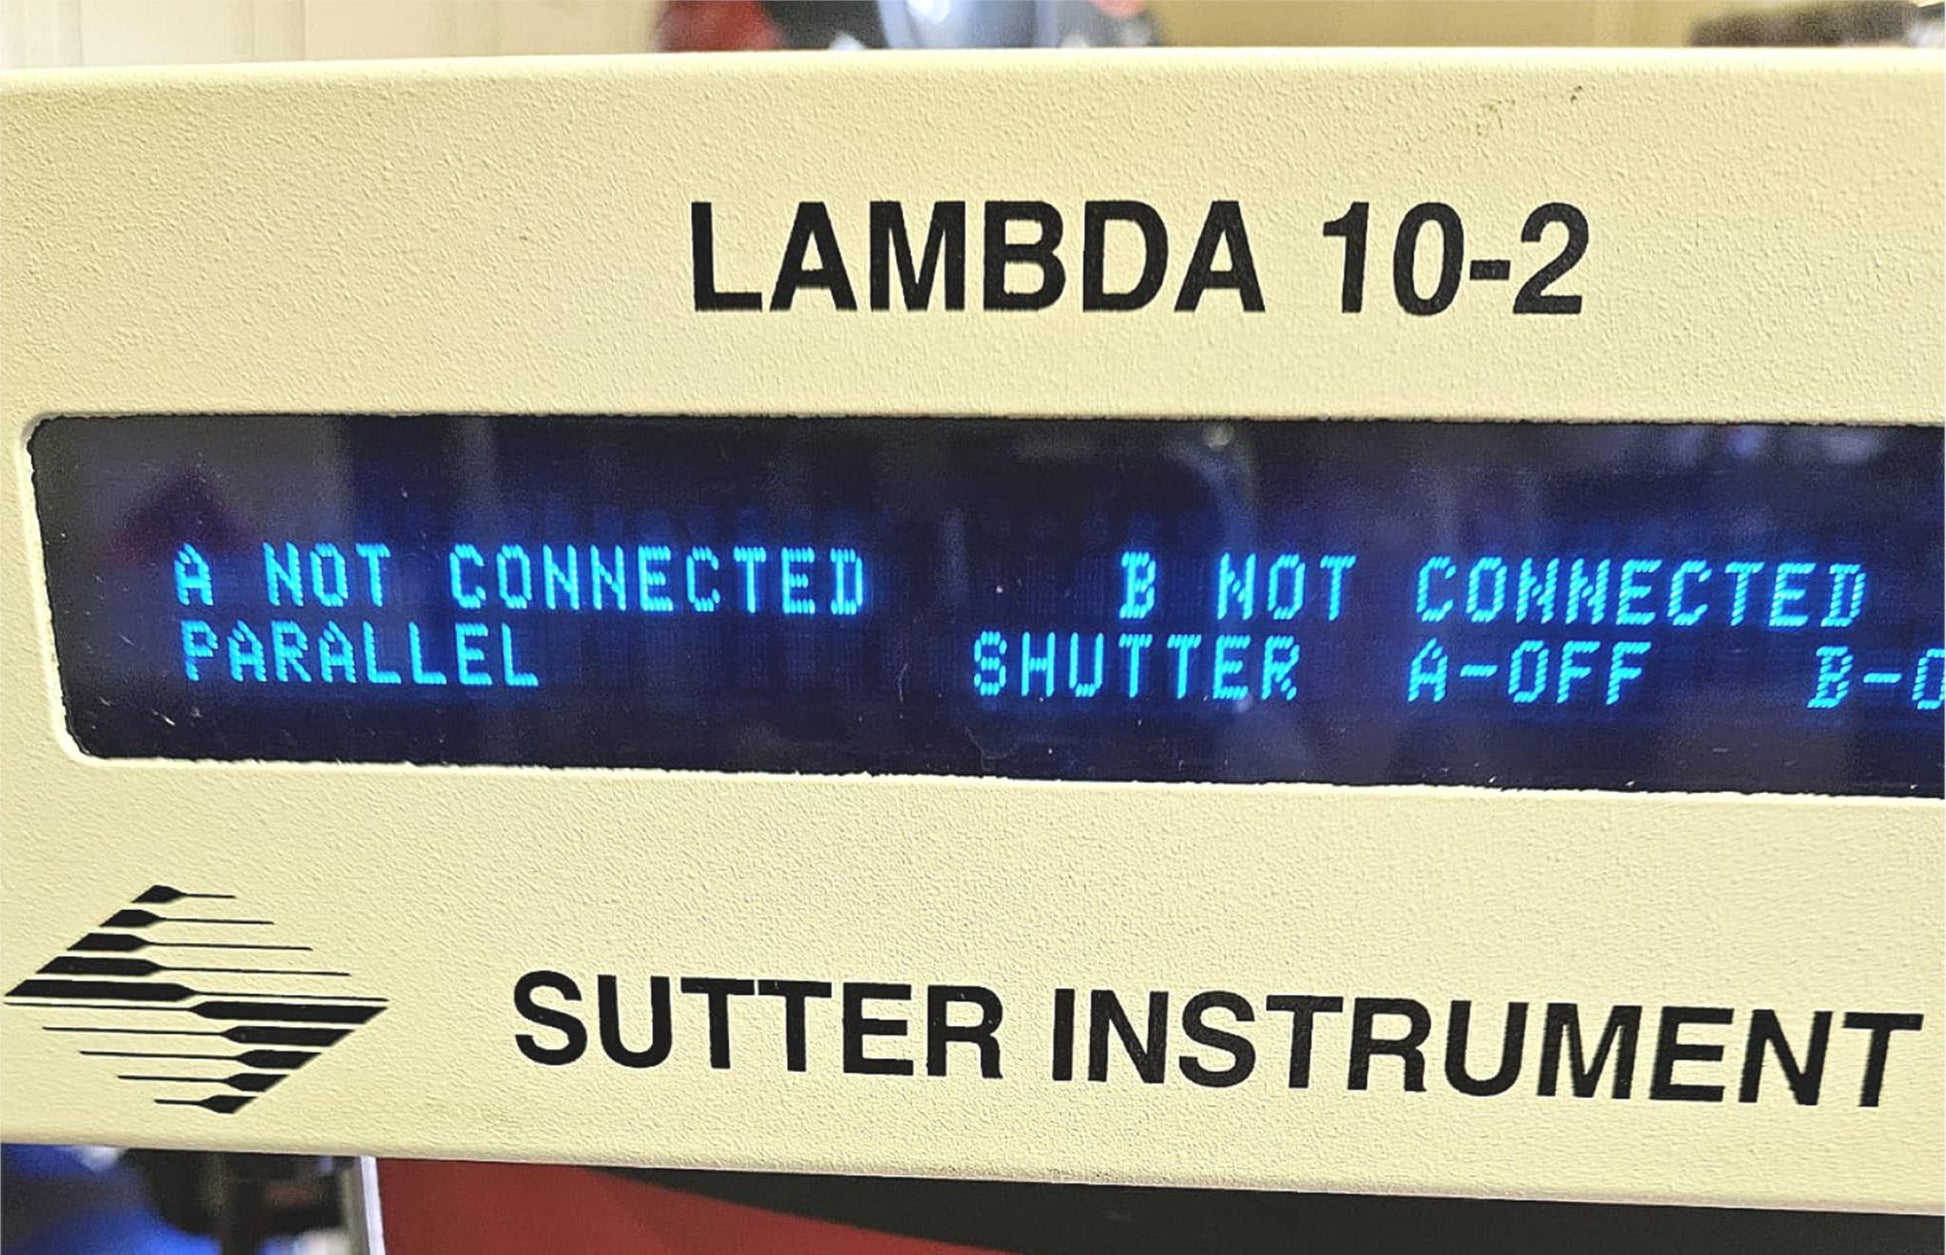 LAMBDA 10-2
A NOT CONNECTED B NOT CONNECTED
PARALLEL SHUTTER A-OFF B-
SUTTER INSTRUMENT